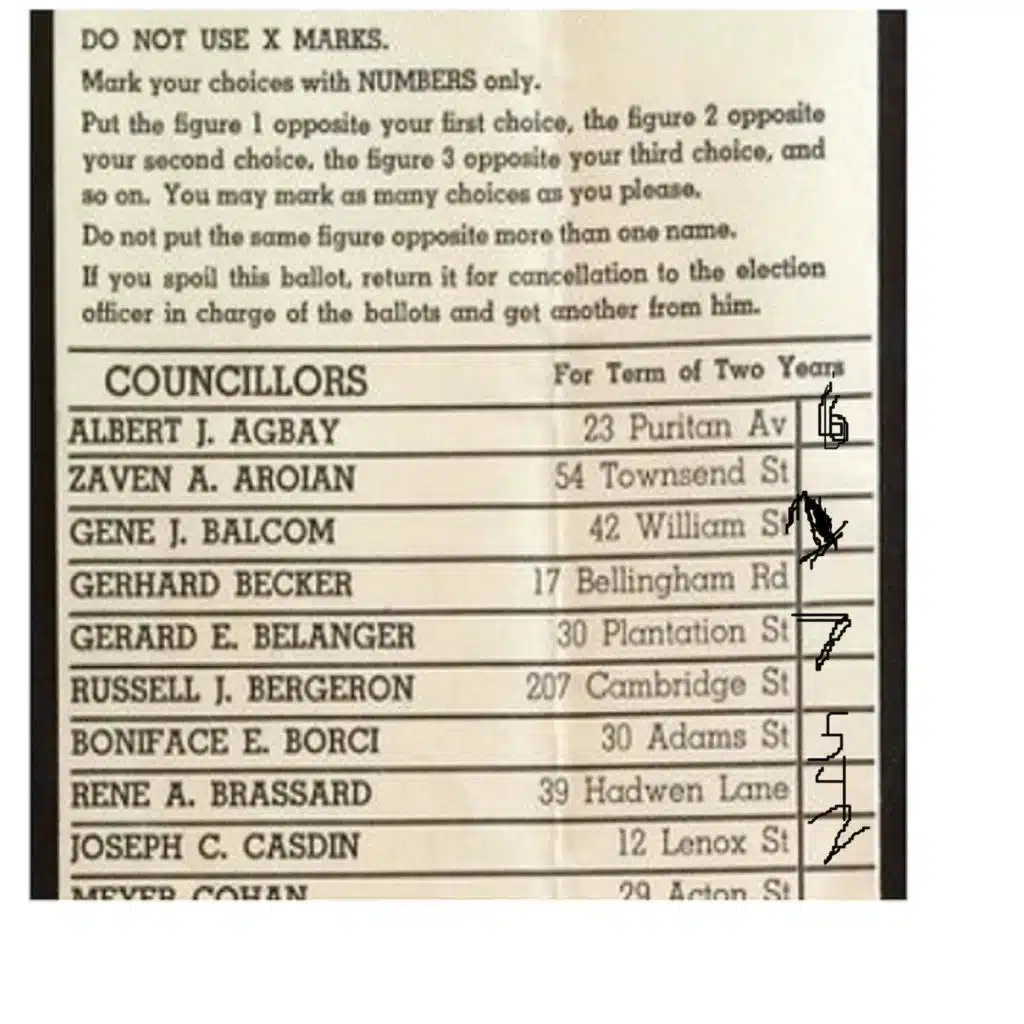 DO NOT USE X MARKS.
Mark your choices with NUMBERS only.
Put the figure 1 opposite your first choice, the figure 2 opposite
your second choice, the figure 3 opposite your third choice, and
so on. You may mark as many choices as you please.
Do not put the same figure opposite more than one name.
If you spoil this ballot, return it for cancellation to the election
officer in charge of the ballots and get another from him.
COUNCILLORS For Term of Two Years
ALBERT J. AGBAY 23 Puritan Av 6
ZAVEN A. AROIAN 54 Townsend St
GENE J. BALCOM 42 William St
GERHARD BECKER 17 Bellingham Rd
GERARD E. BELANGER 30 Plantation St 7
RUSSELL J. BERGERON 207 Cambridge St
BONIFACE E. BORCI 30 Adams St 5
RENE A. BRASSARD 39 Hadwen Lane 4
JOSEPH C. CASDIN 12 Lenox St
MEYER COHAN 29 Acton St